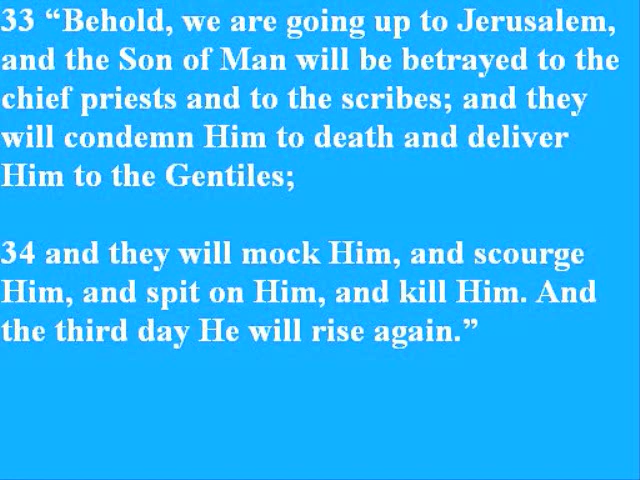 33 “Behold, we are going up to Jerusalem,
and the Son of Man will be betrayed to the
chief priests and to the scribes; and they
will condemn Him to death and deliver
Him to the Gentiles;
34 and they will mock Him, and scourge
Him, and spit on Him, and kill Him. And
the third day He will rise again.”